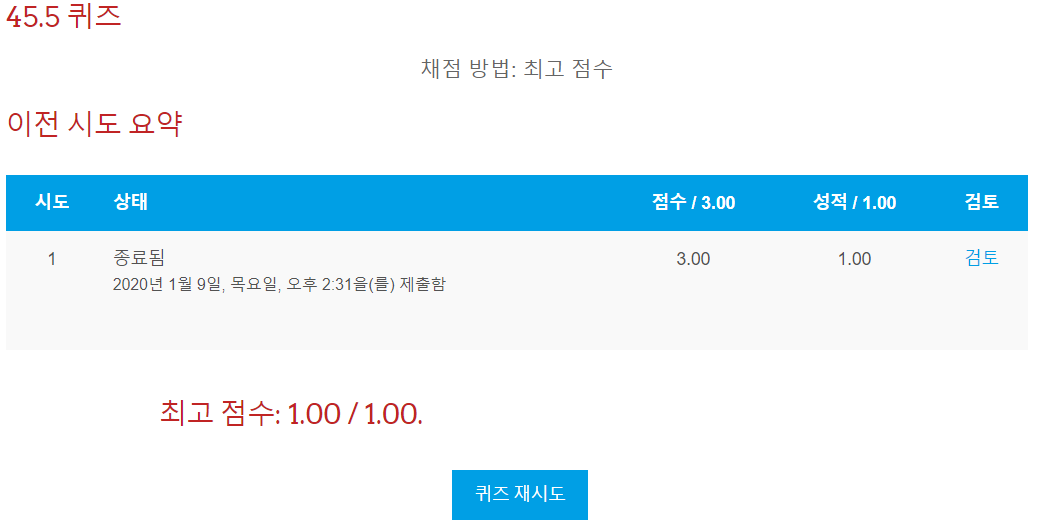 45.5 퀴즈
채점 방법: 최고 점수
이전 시도 요약
시도 상태 점수 / 3.00 성적 / 1.00 검토
1 종료됨 3.00 1.00 검토
2020년 1월 9일, 목요일, 오후 2:31을(를) 제출함
최고 점수: 1.00 / 1.00.
퀴즈 재시도